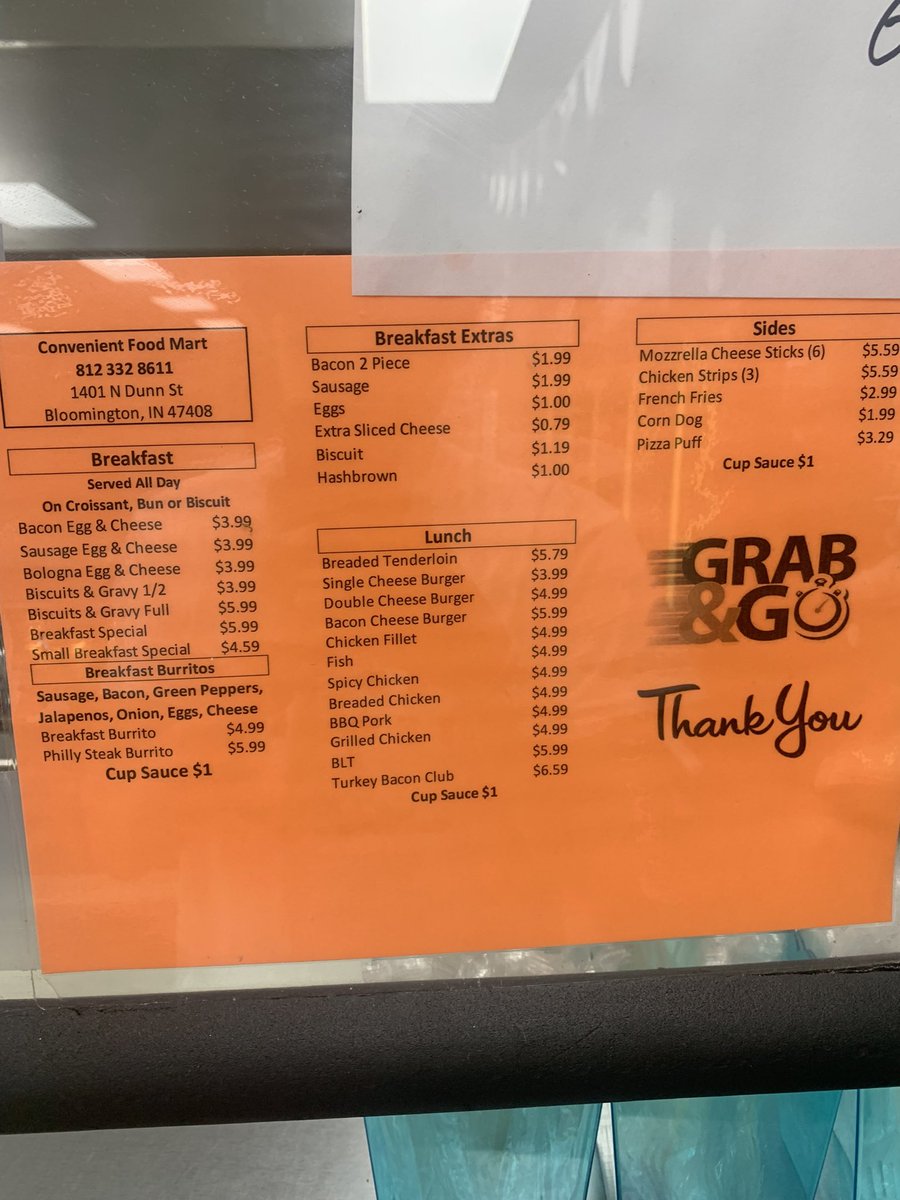 Convenient Food Mart
812 332 8611
1401 N Dunn St
Bloomington, IN 47408
Breakfast
Served All Day
On Croissant, Bun or Biscuit
Bacon Egg & Cheese $3.99
Sausage Egg & Cheese $3.99
Bologna Egg & Cheese $3.99
Biscuits & Gravy 1/2 $3.99
Biscuits & Gravy Full $5.99
Breakfast Special $5.99
Small Breakfast Special $4.59
Breakfast Burritos
Sausage, Bacon, Green Peppers,
Jalapenos, Onion, Eggs, Cheese
Breakfast Burrito $4.99
Philly Steak Burrito $5.99
Cup Sauce $1
Breakfast Extras
Bacon 2 Piece $1.99
Sausage $1.99
Eggs $1.00
Extra Sliced Cheese $0.79
Biscuit $1.19
Hashbrown $1.00
Lunch
Breaded Tenderloin $5.79
Single Cheese Burger $3.99
Double Cheese Burger $4.99
Bacon Cheese Burger $5.99
Chicken Fillet $4.99
Fish $4.99
Spicy Chicken $4.99
Breaded Chicken $4.99
BBQ Pork $4.99
Grilled Chicken $4.99
BLT $5.99
Turkey Bacon Club $6.59
Cup Sauce $1
Sides
Mozzrella Cheese Sticks (6) $5.59
Chicken Strips (3) $5.59
French Fries $2.99
Corn Dog $1.99
Pizza Puff $3.29
Cup Sauce $1
GRAB
&GO
Thank You